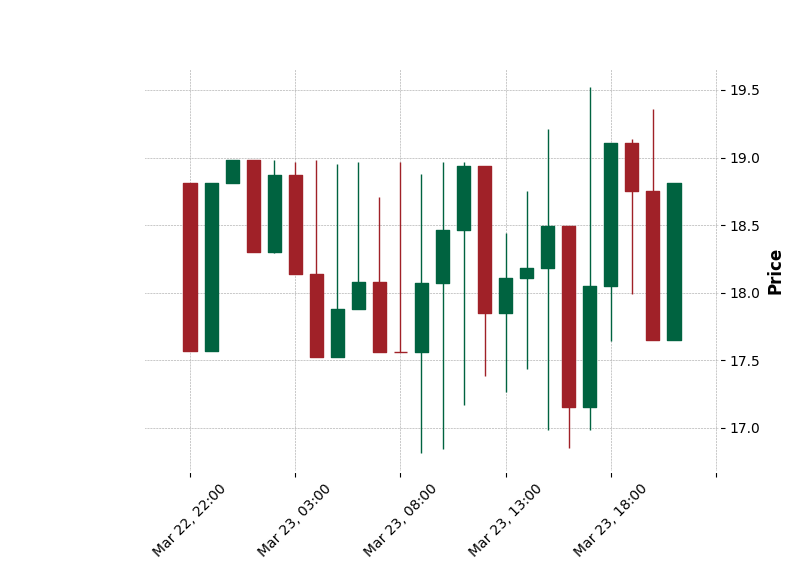 19.5
19.0
18.5
18.0
17.5
17.0
Price
Mar 22, 22:00
Mar 23, 03:00
Mar 23, 08:00
Mar 23, 13:00
Mar 23, 18:00